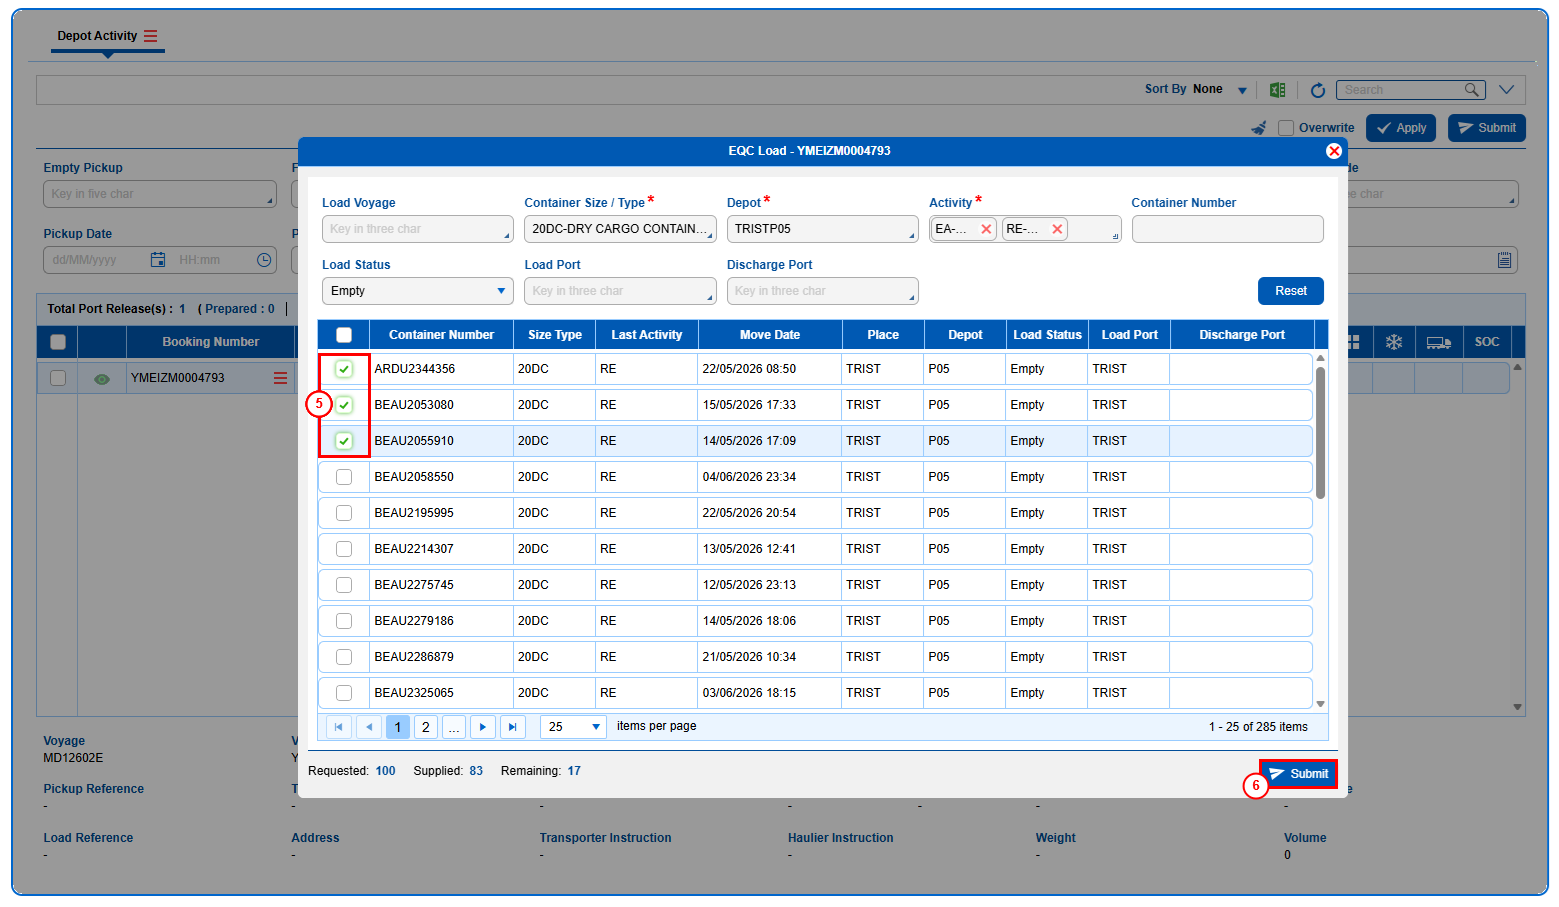 Depot Activity
Sort By None
Search
Overwrite Apply Submit
EQC Load - YMEIZM0004793
Empty Pickup
Key in five char
Pickup Date
dd/MM/yyyy HH:mm
Load Voyage Container Size / Type* Depot* Activity* Container Number
Key in three char 20DC-DRY CARGO CONTAIN... TRISTP05 EA-... RE-...
Load Status Load Port Discharge Port
Empty Key in three char Key in three char Reset
Total Port Release(s) : 1 ( Prepared : 0
Booking Number SOC
YMEIZM0004793
Container Number Size Type Last Activity Move Date Place Depot Load Status Load Port Discharge Port
ARDU2344356 20DC RE 22/05/2026 08:50 TRIST P05 Empty TRIST
5
BEAU2053080 20DC RE 15/05/2026 17:33 TRIST P05 Empty TRIST
BEAU2055910 20DC RE 14/05/2026 17:09 TRIST P05 Empty TRIST
BEAU2058550 20DC RE 04/06/2026 23:34 TRIST P05 Empty TRIST
BEAU2195995 20DC RE 22/05/2026 20:54 TRIST P05 Empty TRIST
BEAU2214307 20DC RE 13/05/2026 12:41 TRIST P05 Empty TRIST
BEAU2275745 20DC RE 12/05/2026 23:13 TRIST P05 Empty TRIST
BEAU2279186 20DC RE 14/05/2026 18:06 TRIST P05 Empty TRIST
BEAU2286879 20DC RE 21/05/2026 10:34 TRIST P05 Empty TRIST
BEAU2325065 20DC RE 03/06/2026 18:15 TRIST P05 Empty TRIST
1 2 ... 25 items per page 1 - 25 of 285 items
Requested: 100 Supplied: 83 Remaining: 17
6 Submit
Voyage
MD12602E
Pickup Reference
-
Load Reference Address Transporter Instruction Haulier Instruction Weight Volume
- - - - - 0